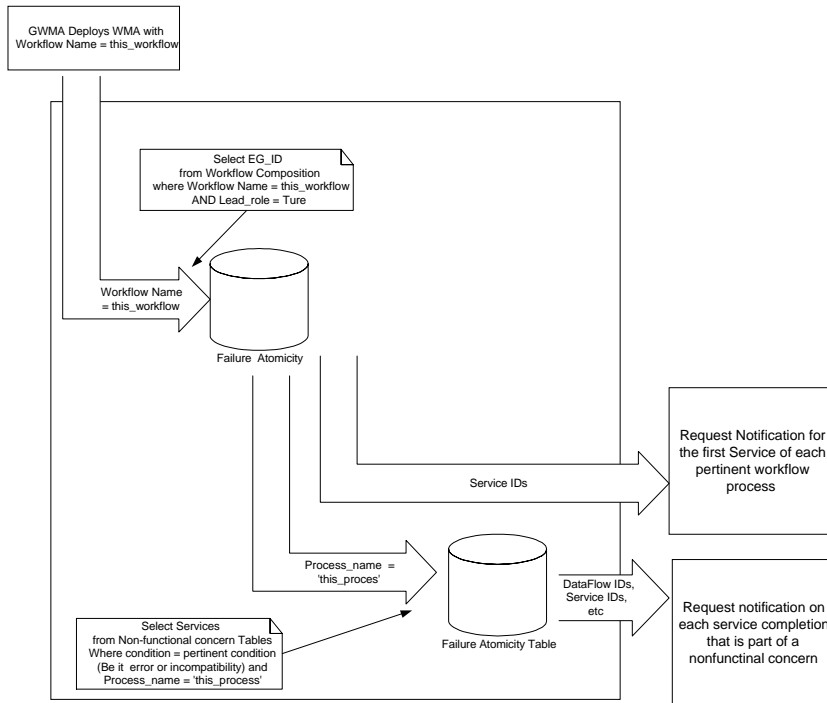 GWMA Deploys WMA with
Workflow Name = this_workflow
Select EG_ID
from Workflow Composition
where Workflow Name = this_workflow
AND Lead_role = Ture
Workflow Name
= this_workflow
Failure Atomicity
Request Notification for
the first Service of each
pertinent workflow
process
Service IDs
Process_name =
'this_proces'
DataFlow IDs,
Service IDs,
etc
Failure Atomicity Table
Request notification on
each service completion
that is part of a
nonfunctinal concern
Select Services
from Non-functional concern Tables
Where condition = pertinent condition
(Be it error or incompatibility) and
Process_name = 'this_process'